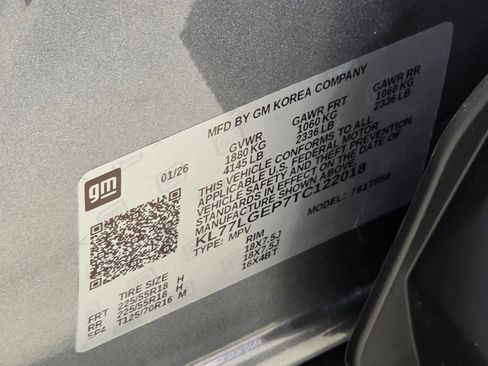 gm
01/26
MFD BY GM KOREA COMPANY
GVWR GAWR FRT GAWR RR
1880 KG 1060 KG 1060 KG
4145 LB 2336 LB 2336 LB
THIS VEHICLE CONFORMS TO ALL
APPLICABLE U.S. FEDERAL MOTOR
VEHICLE SAFETY AND THEFT PREVENTION
STANDARDS IN EFFECT ON THE DATE OF
MANUFACTURE SHOWN ABOVE.
KL77LGEP7TC122018
TYPE: MPV MODEL: 781TR58
TIRE SIZE RIM
FRT 225/55R18 H 18X7.5J
RR 225/55R18 H 18X7.5J
SPA T125/70R16 M 16X4BT